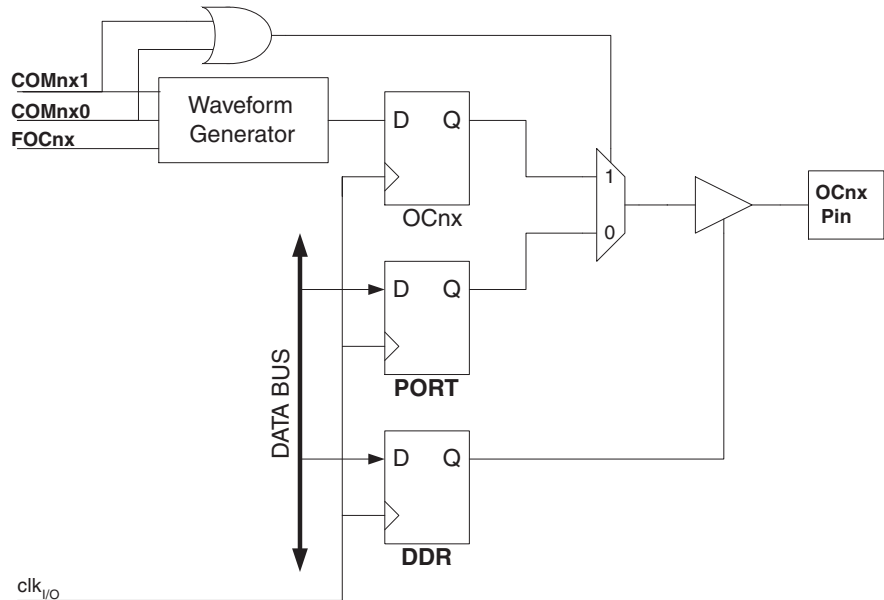 COMnx1
COMnx0
FOCnx
Waveform
Generator
D Q
OCnx
1
0
OCnx
Pin
D Q
PORT
DATA BUS
D Q
DDR
clkI/O